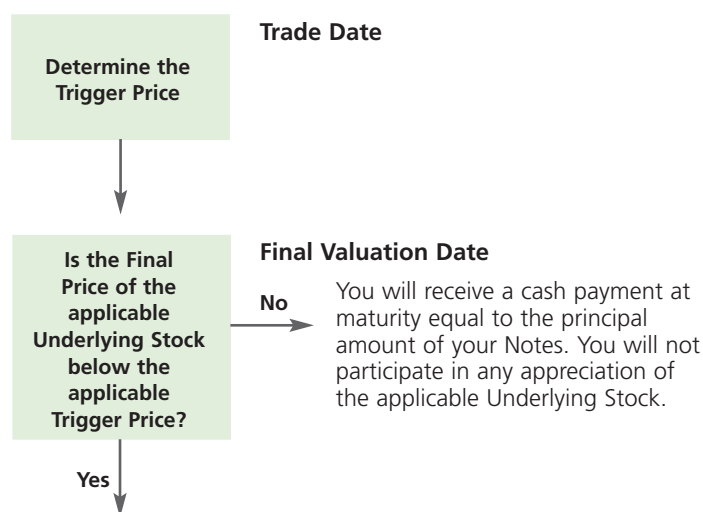 Trade Date
Determine the
Trigger Price
Final Valuation Date
Is the Final
Price of the
applicable
Underlying Stock
below the
applicable
Trigger Price?
No
You will receive a cash payment at
maturity equal to the principal
amount of your Notes. You will not
participate in any appreciation of
the applicable Underlying Stock.
Yes